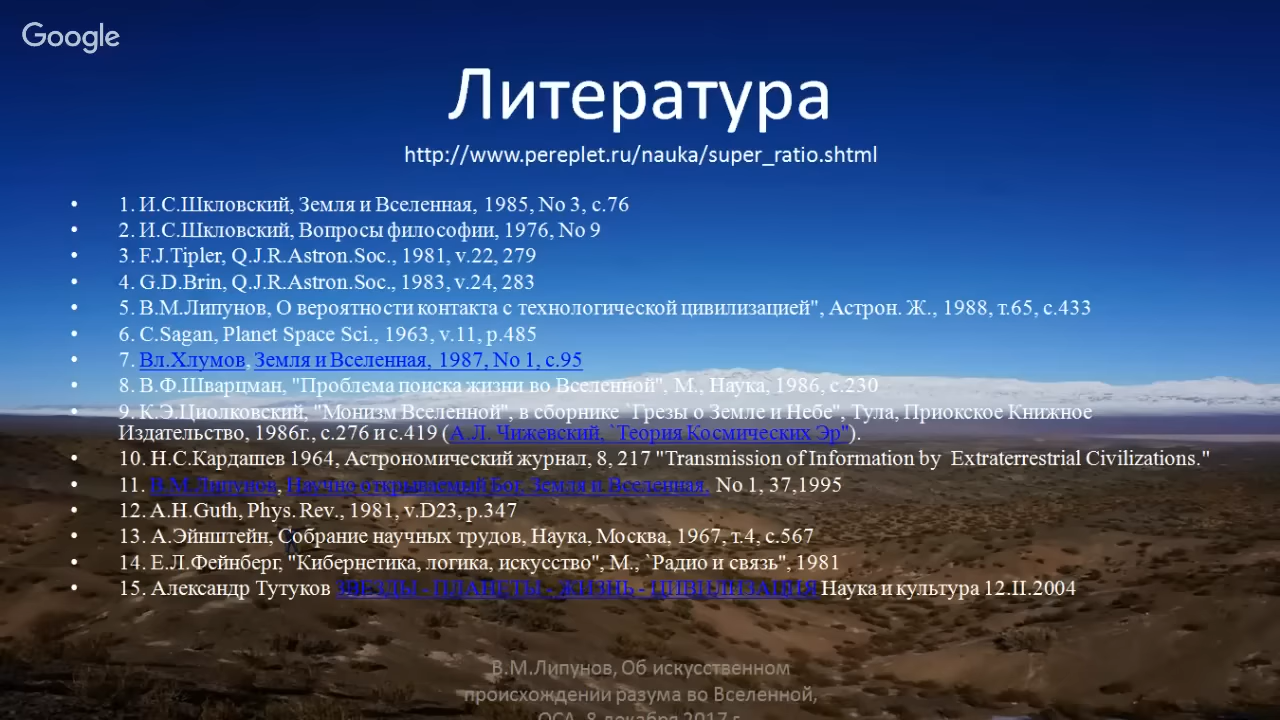 Google
Литература
http://www.pereplet.ru/nauka/super_ratio.shtml
• 1. И.С.Шкловский, Земля и Вселенная, 1985, No 3, с.76
• 2. И.С.Шкловский, Вопросы философии, 1976, No 9
• 3. F.J.Tipler, Q.J.R.Astron.Soc., 1981, v.22, 279
• 4. G.D.Brin, Q.J.R.Astron.Soc., 1983, v.24, 283
• 5. В.М.Липунов, О вероятности контакта с технологической цивилизацией", Астрон. Ж., 1988, т.65, с.433
• 6. C.Sagan, Planet Space Sci., 1963, v.11, p.485
• 7. Вл.Хлумов, Земля и Вселенная, 1987, No 1, с.95
• 8. В.Ф.Шварцман, "Проблема поиска жизни во Вселенной", М., Наука, 1986, с.230
• 9. К.Э.Циолковский, "Монизм Вселенной", в сборнике `Грезы о Земле и Небе", Тула, Приокское Книжное
Издательство, 1986г., с.276 и с.419 (А.Л. Чижевский, `Теория Космических Эр").
• 10. Н.С.Кардашев 1964, Астрономический журнал, 8, 217 "Transmission of Information by Extraterrestrial Civilizations."
• 11. В.М.Липунов, Научно открываемый Бог, Земля и Вселенная. No 1, 37,1995
• 12. A.H.Guth, Phys. Rev., 1981, v.D23, p.347
• 13. А.Эйнштейн, Собрание научных трудов, Наука, Москва, 1967, т.4, с.567
• 14. Е.Л.Фейнберг, "Кибернетика, логика, искусство", М., `Радио и связь", 1981
• 15. Александр Тутуков ЗВЕЗДЫ - ПЛАНЕТЫ - ЖИЗНЬ - ЦИВИЛИЗАЦИЯ Наука и культура 12.II.2004
В.М.Липунов, Об искусственном
происхождении разума во Вселенной,
ОСА, 8 декабря 2017 г.